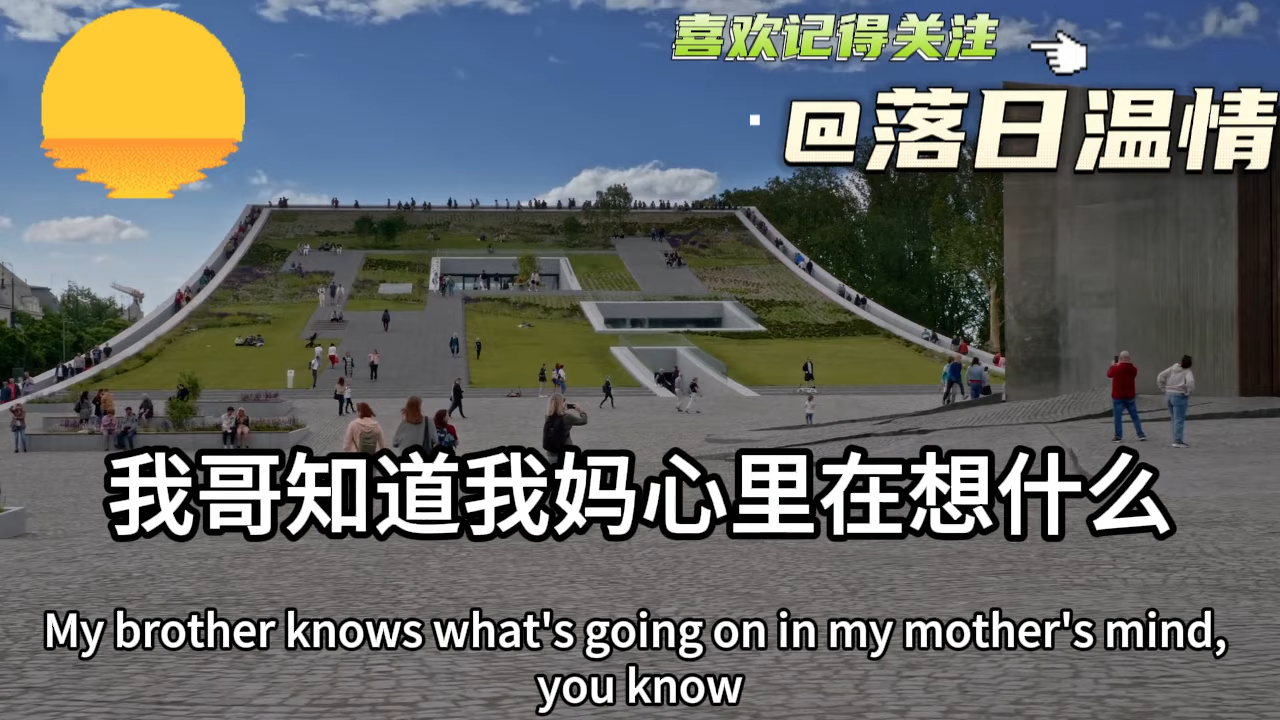 喜欢记得关注
@落日温情
我哥知道我妈心里在想什么
My brother knows what's going on in my mother's mind,
you know